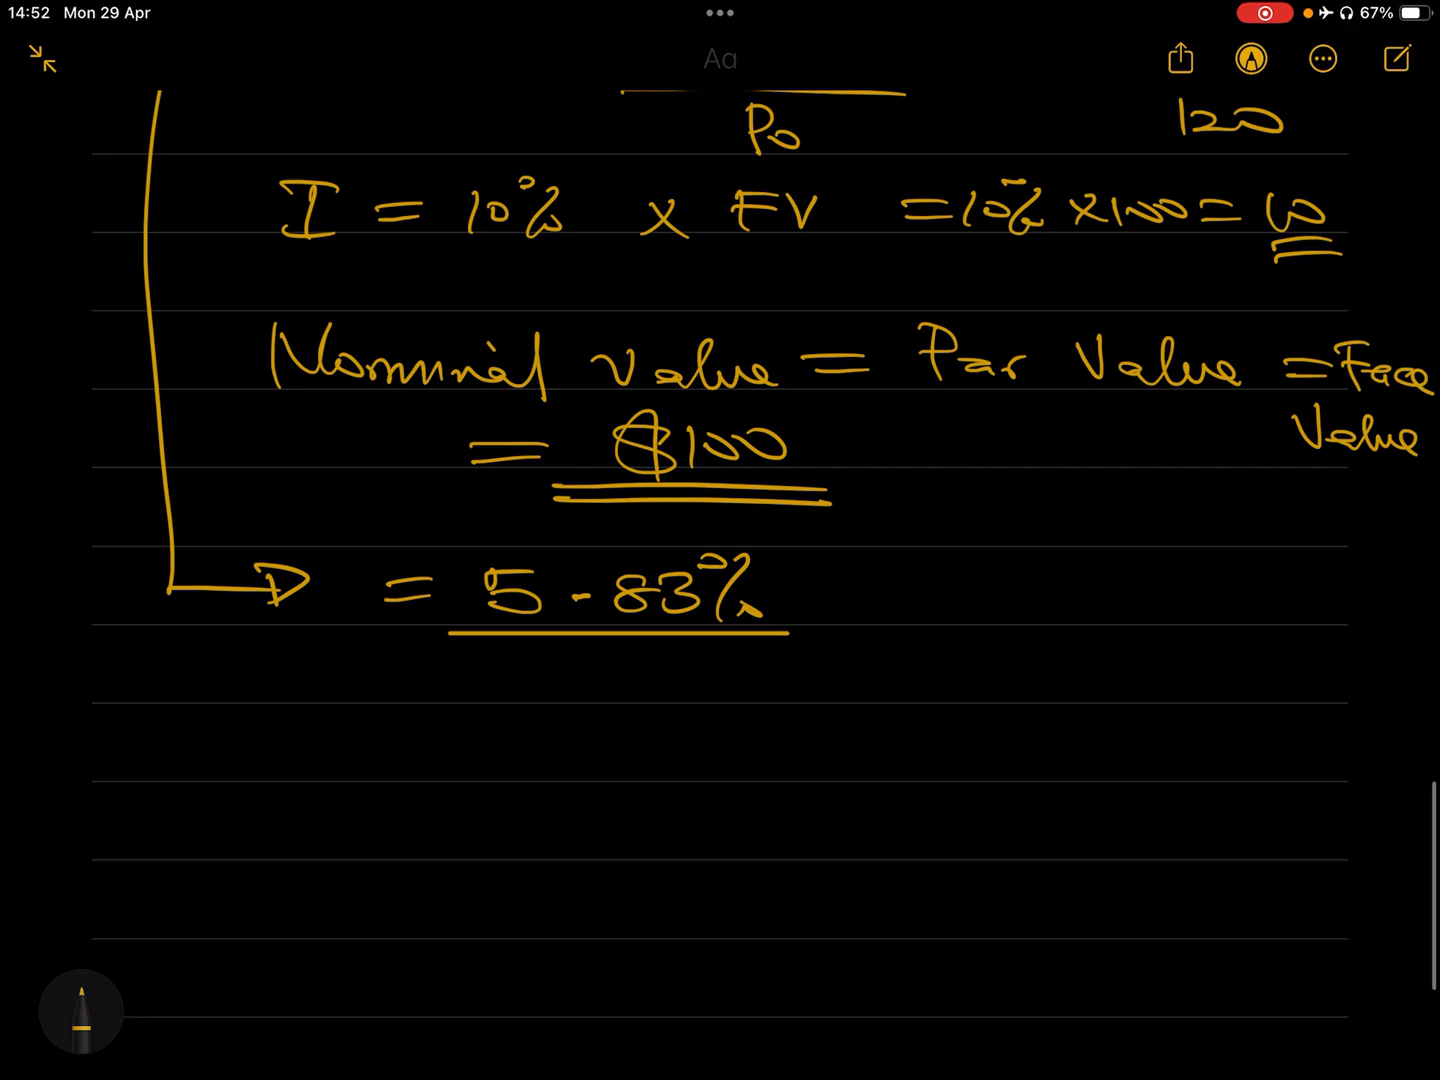 14:52 Mon 29 Apr 67%
Aa
P0 120
I = 10% x FV = 10% x 100 = 10
Nominal value = Par Value = Face
Value
= $100
= 5.83%